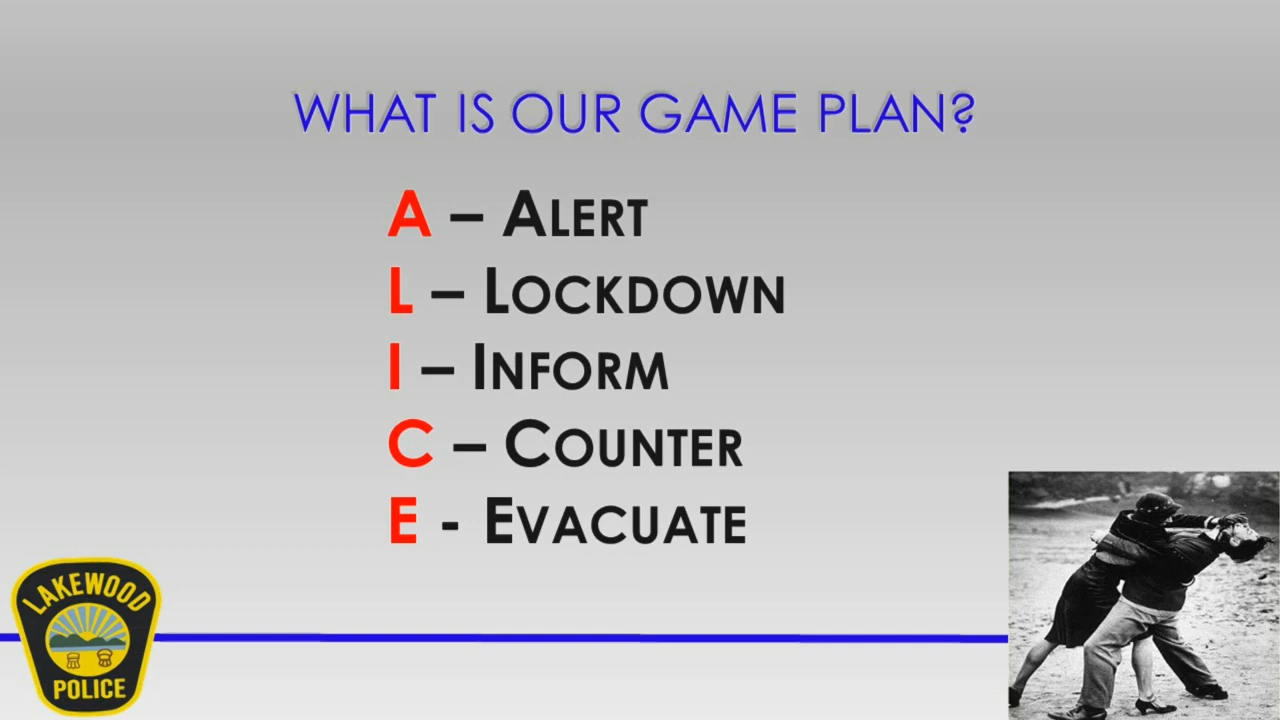 WHAT IS OUR GAME PLAN?
A – ALERT
L – LOCKDOWN
I – INFORM
C – COUNTER
E - EVACUATE
LAKEWOOD
POLICE